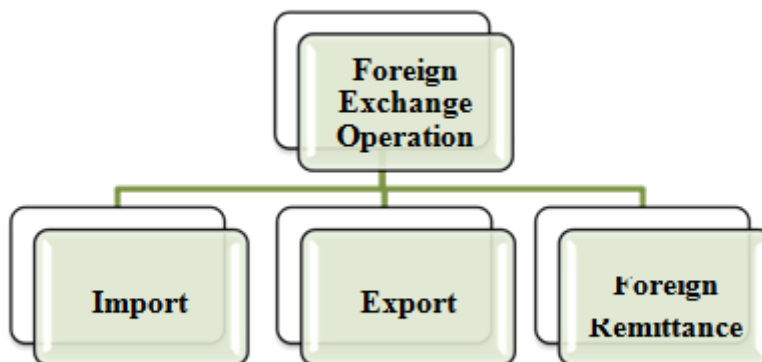 Foreign
Exchange
Operation
Import
Export
Foreign
Remittance